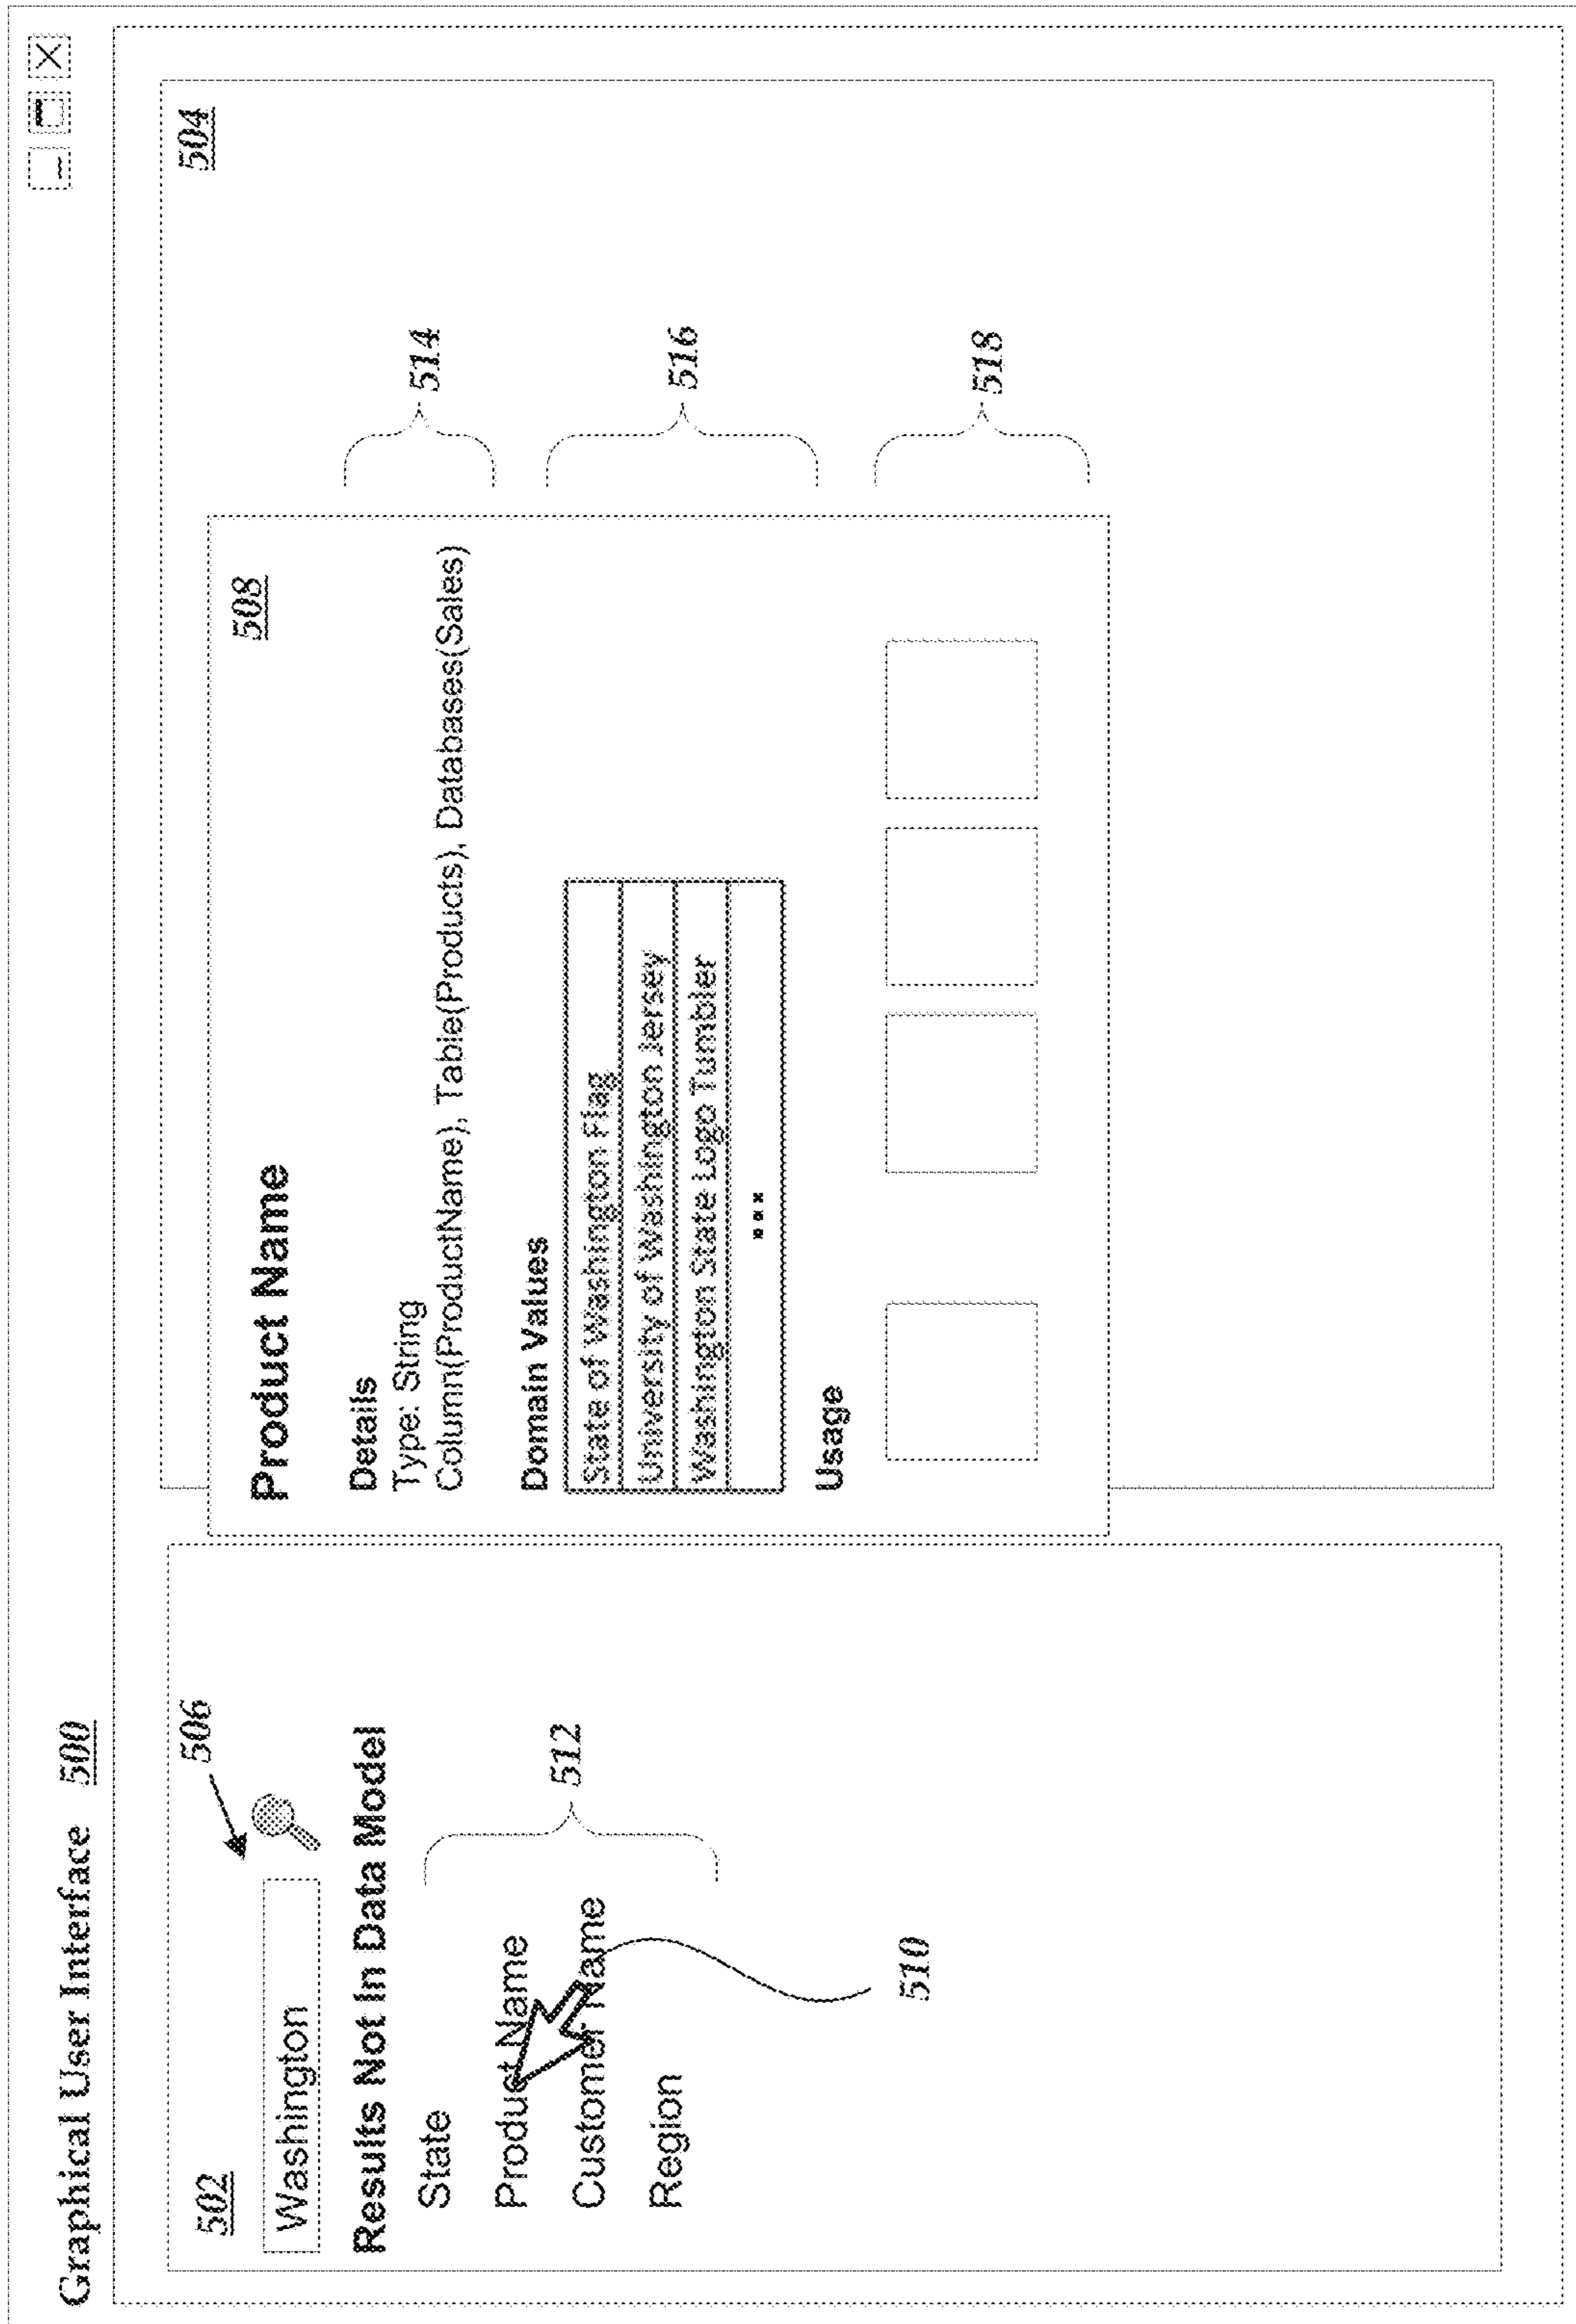 Graphical User Interface 500
502
506
Washington
Results Not In Data Model
State
Product Name
Customer Name
Region
512
510
504
508
Product Name
Details
Type: String
Column(ProductName), Table(Products), Databases(Sales)
514
Domain Values
State of Washington Flag
University of Washington Jersey
Washington State Logo Tumbler
...
516
Usage
518